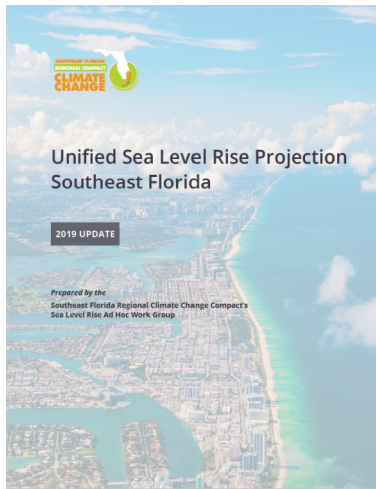 SOUTHEAST FLORIDA
REGIONAL COMPACT
CLIMATE
CHANGE
Unified Sea Level Rise Projection
Southeast Florida
2019 UPDATE
Prepared by the
Southeast Florida Regional Climate Change Compact's
Sea Level Rise Ad Hoc Work Group